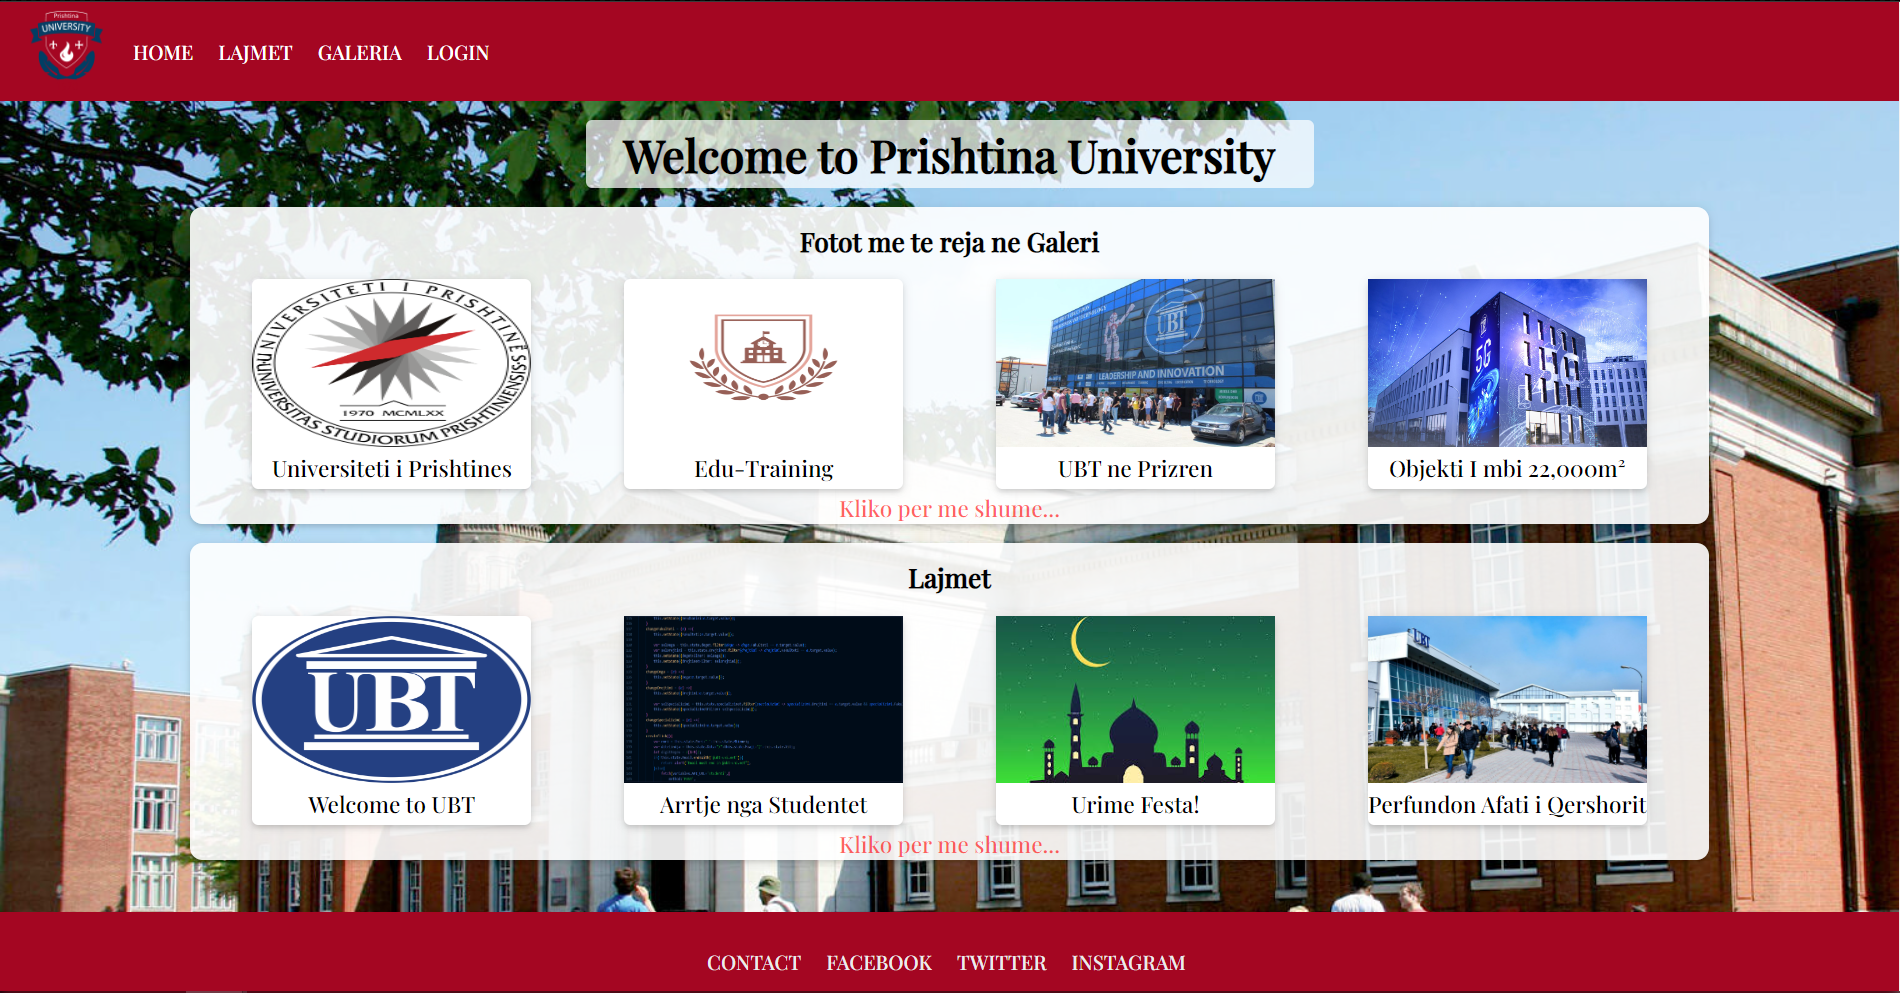 Prishtina
UNIVERSITY
HOME LAJMET GALERIA LOGIN
Welcome to Prishtina University
Fotot me te reja ne Galeri
UNIVERSITETI I PRISHTINËS
1970 MCMLXX
UNIVERSITAS STUDIORUM PRISHTINIENSIS
Universiteti i Prishtines
Edu-Training
UBT
LEADERSHIP AND INNOVATION
UBT ne Prizren
5G
Objekti I mbi 22,000m²
Kliko per me shume...
Lajmet
UBT
Welcome to UBT
Arrtje nga Studentet
Urime Festa!
UBT
Perfundon Afati i Qershorit
Kliko per me shume...
CONTACT FACEBOOK TWITTER INSTAGRAM